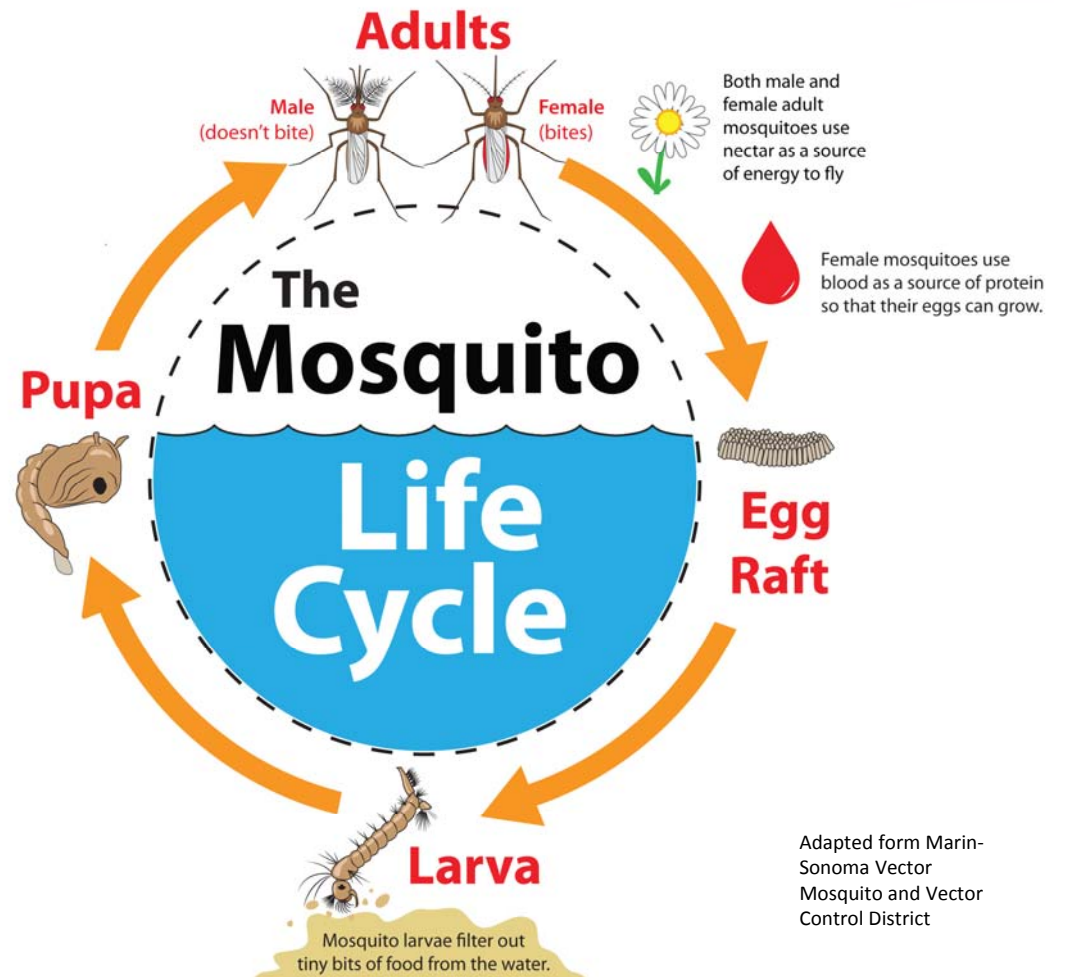 Adults
Male
(doesn't bite)
Female
(bites)
Both male and
female adult
mosquitoes use
nectar as a source
of energy to fly
Female mosquitoes use
blood as a source of protein
so that their eggs can grow.
The
Mosquito
Life
Cycle
Pupa
Egg
Raft
Larva
Mosquito larvae filter out
tiny bits of food from the water.
Adapted form Marin-
Sonoma Vector
Mosquito and Vector
Control District